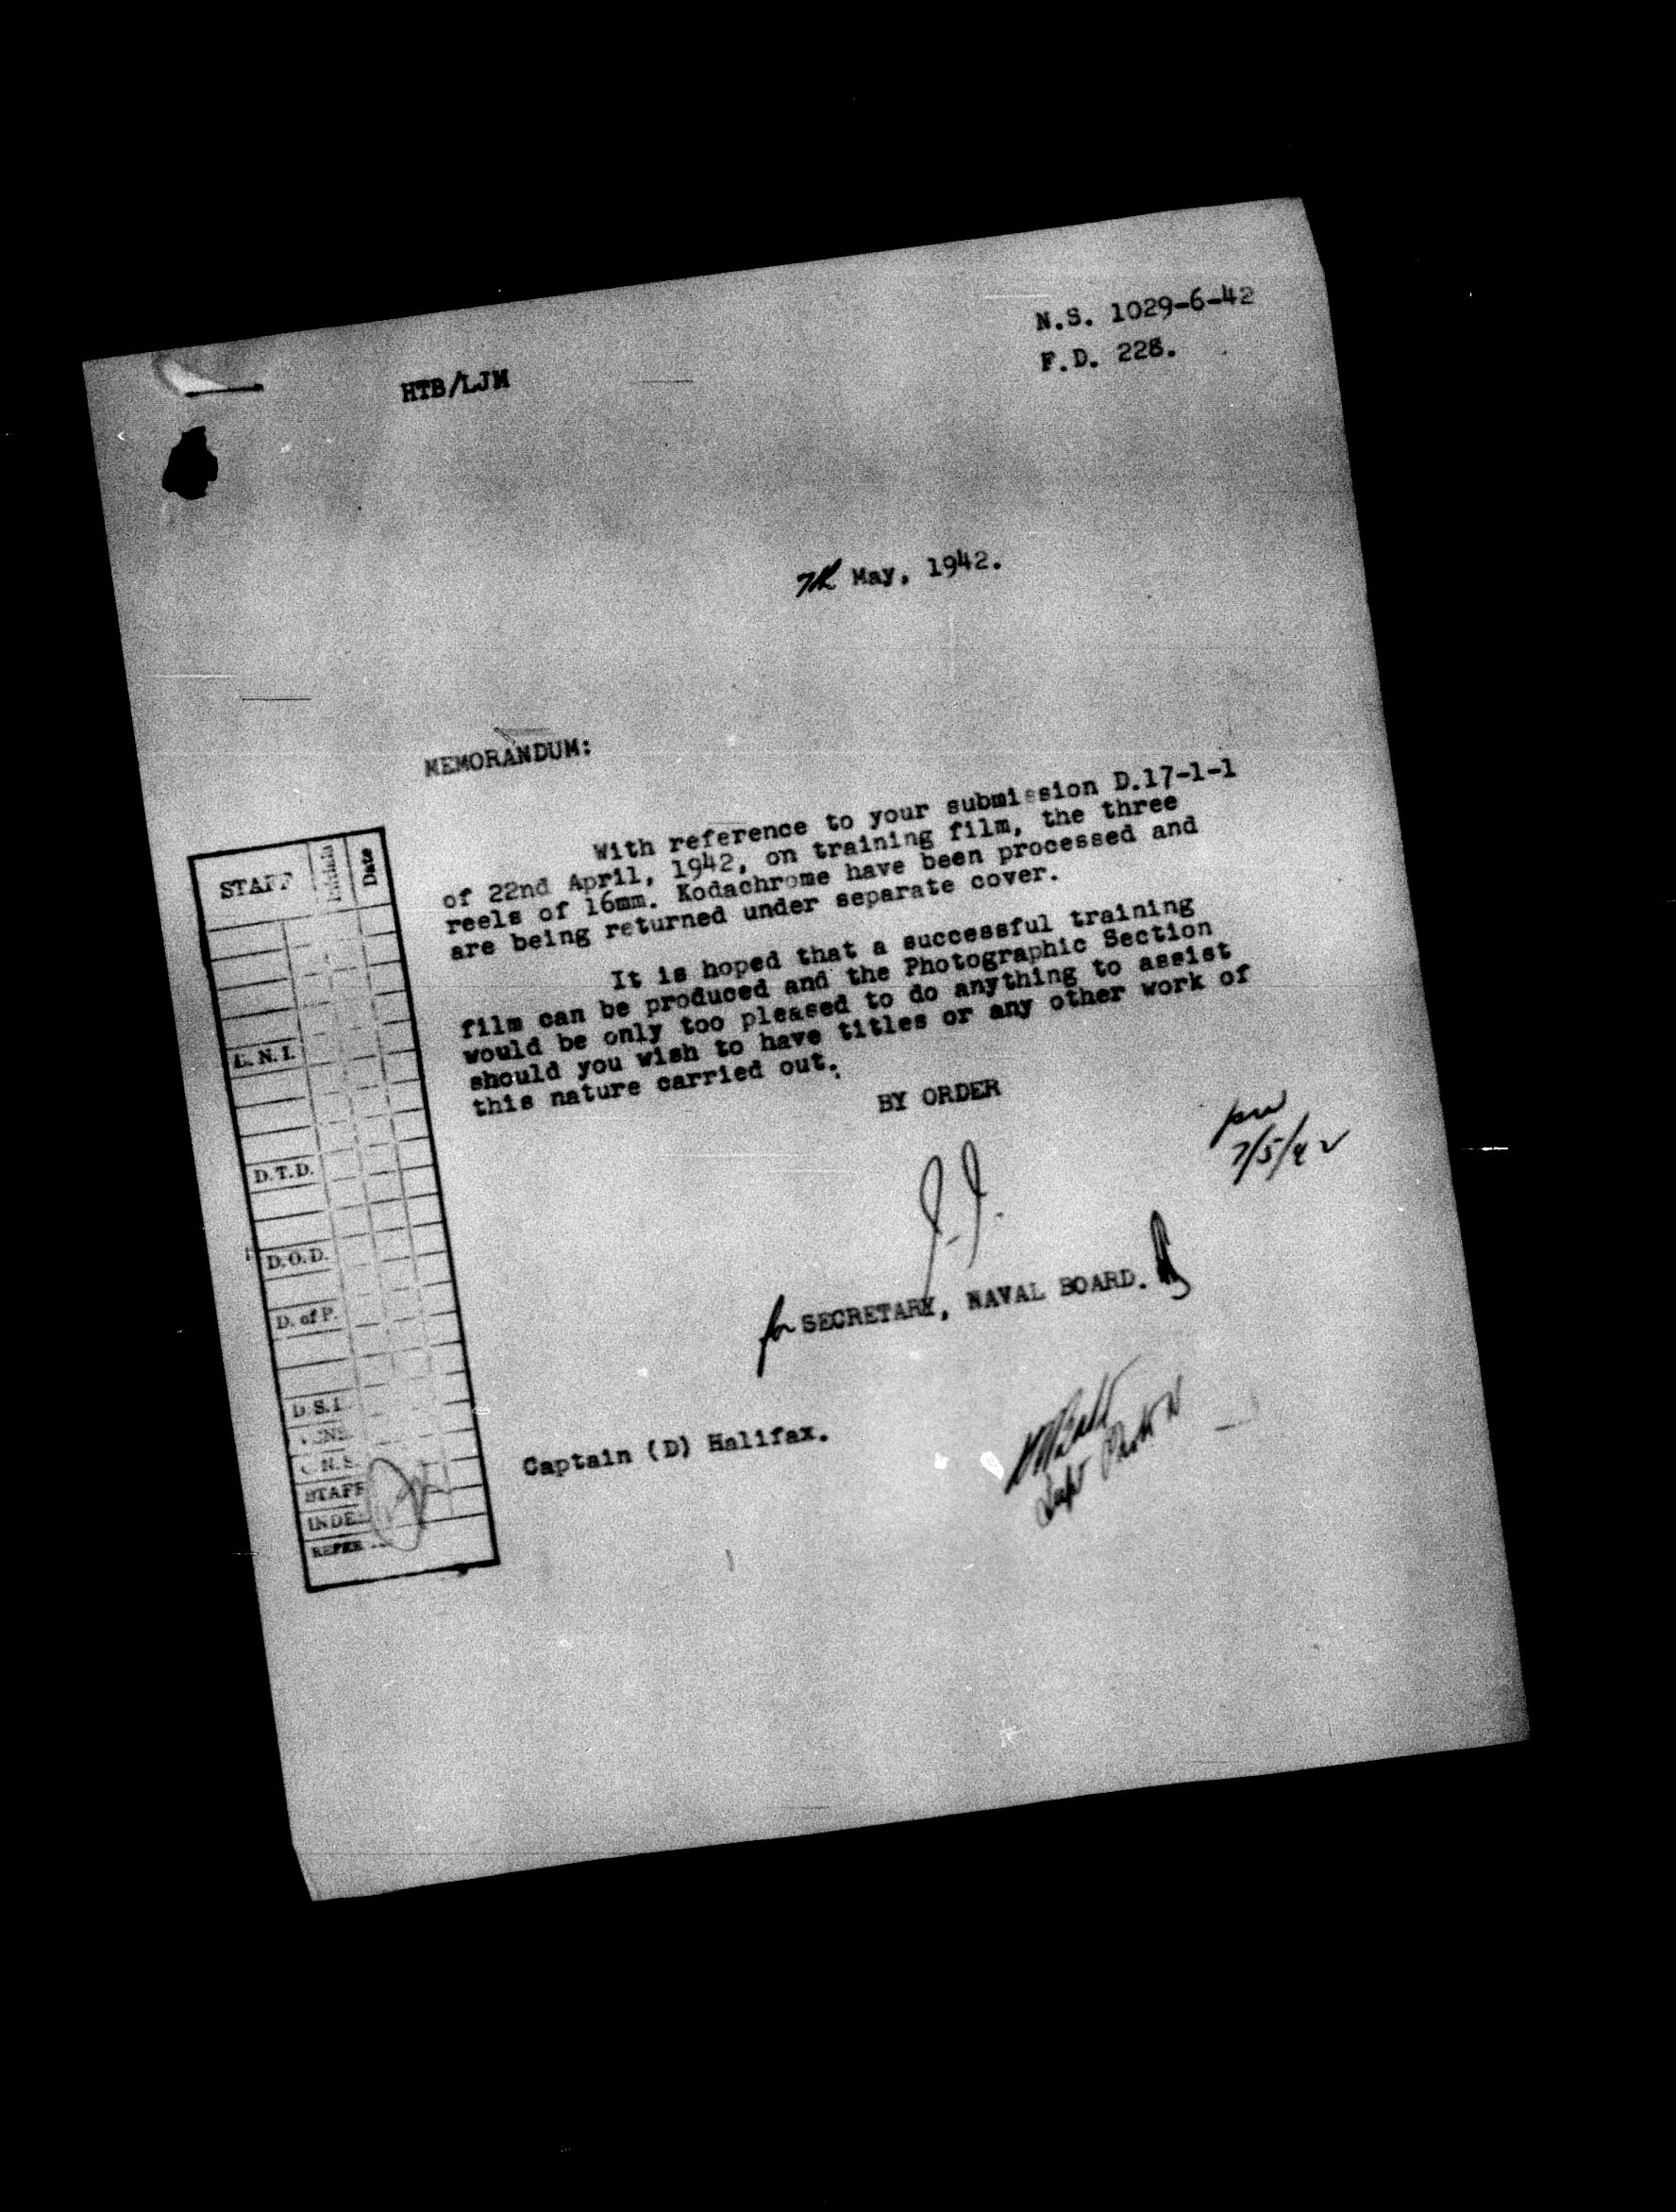 N.S. 1029-6-42
F.D. 228.
HTB/LJM
7th May, 1942.
MEMORANDUM:
With reference to your submission D.17-1-1
of 22nd April, 1942, on training film, the three
reels of 16mm. Kodachrome have been processed and
are being returned under separate cover.
It is hoped that a successful training
film can be produced and the Photographic Section
would be only too pleased to do anything to assist
should you wish to have titles or any other work of
this nature carried out.
BY ORDER
7/5/42
for SECRETARY, NAVAL BOARD.
Captain (D) Halifax.
STAFF Initials Date
D.T.D.
D.O.D.
D. of P.
D.S.D.
C.N.S.
STAFF
INDE
REFER